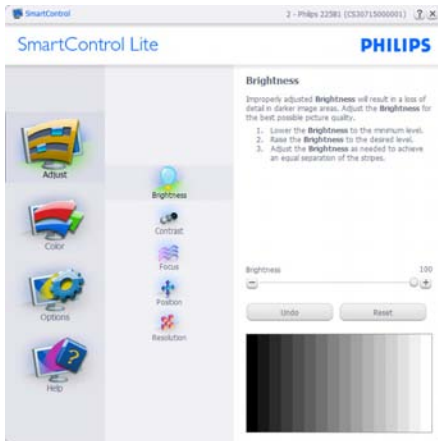 SmartControl
2 - Philips 225B1 (CS30715000001)
SmartControl Lite
PHILIPS
Adjust
Color
Options
Help
Brightness
Contrast
Focus
Position
Resolution
Brightness
Improperly adjusted Brightness will result in a loss of
detail in darker image areas. Adjust the Brightness for
the best possible picture quality.
1. Lower the Brightness to the minimum level.
2. Raise the Brightness to the desired level.
3. Adjust the Brightness as needed to achieve
an equal separation of the stripes.
Brightness 100
Undo Reset